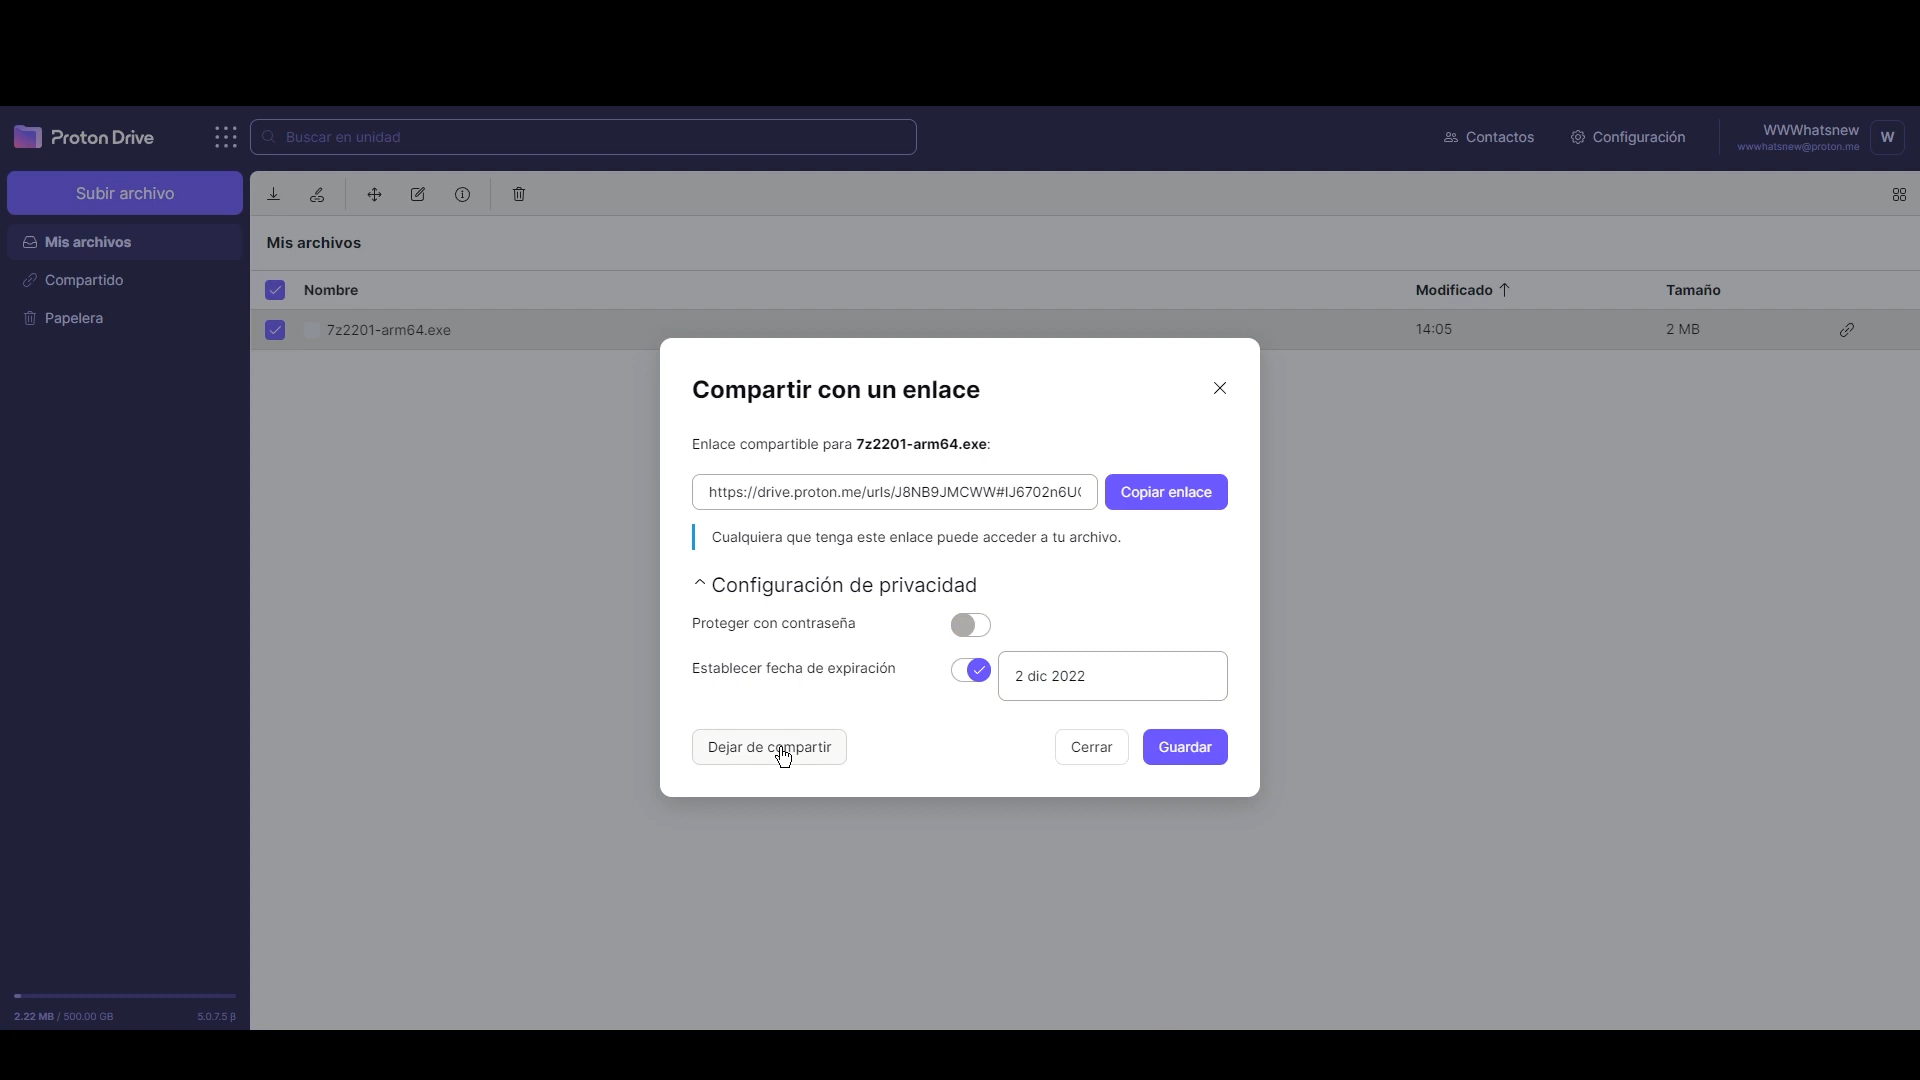 Proton Drive
Buscar en unidad
Contactos
Configuración
WWWhatsnew
wwwhatsnew@proton.me
W
Subir archivo
Mis archivos
Compartido
Papelera
Mis archivos
Nombre
Modificado
Tamaño
7z2201-arm64.exe
14:05
2 MB
Compartir con un enlace
Enlace compartible para 7z2201-arm64.exe:
https://drive.proton.me/urls/J8NB9JMCWW#IJ6702n6U
Copiar enlace
Cualquiera que tenga este enlace puede acceder a tu archivo.
Configuración de privacidad
Proteger con contraseña
Establecer fecha de expiración
2 dic 2022
Dejar de compartir
Cerrar
Guardar
2.22 MB / 500.00 GB
5.0.7.5 β